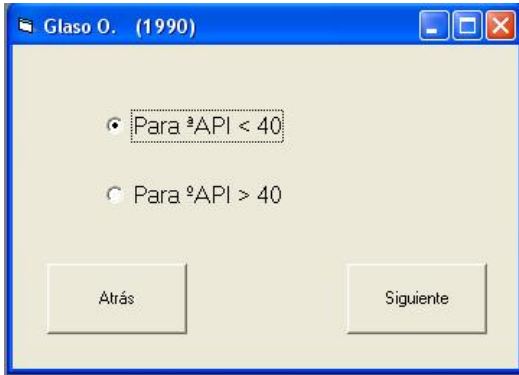 Glaso O. (1990)
Para ªAPI < 40
Para ºAPI > 40
Atrás
Siguiente